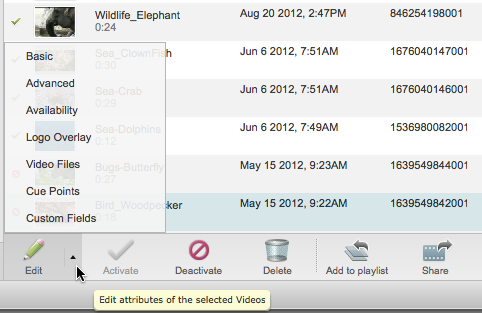 Wildlife_Elephant Aug 20 2012, 2:47PM 846254198001
0:24
Sea_ClownFish Jun 6 2012, 7:51AM 1676040147001
0:30
Sea-Crab Jun 6 2012, 7:51AM 1676040146001
0:29
Sea-Dolphins Jun 6 2012, 7:49AM 1536980082001
0:12
Bugs-Butterfly May 15 2012, 9:23AM 1639549844001
0:27
Bird_Woodpecker May 15 2012, 9:22AM 1639549842001
0:18
Basic
Advanced
Availability
Logo Overlay
Video Files
Cue Points
Custom Fields
Edit Activate Deactivate Delete Add to playlist Share
Edit attributes of the selected Videos